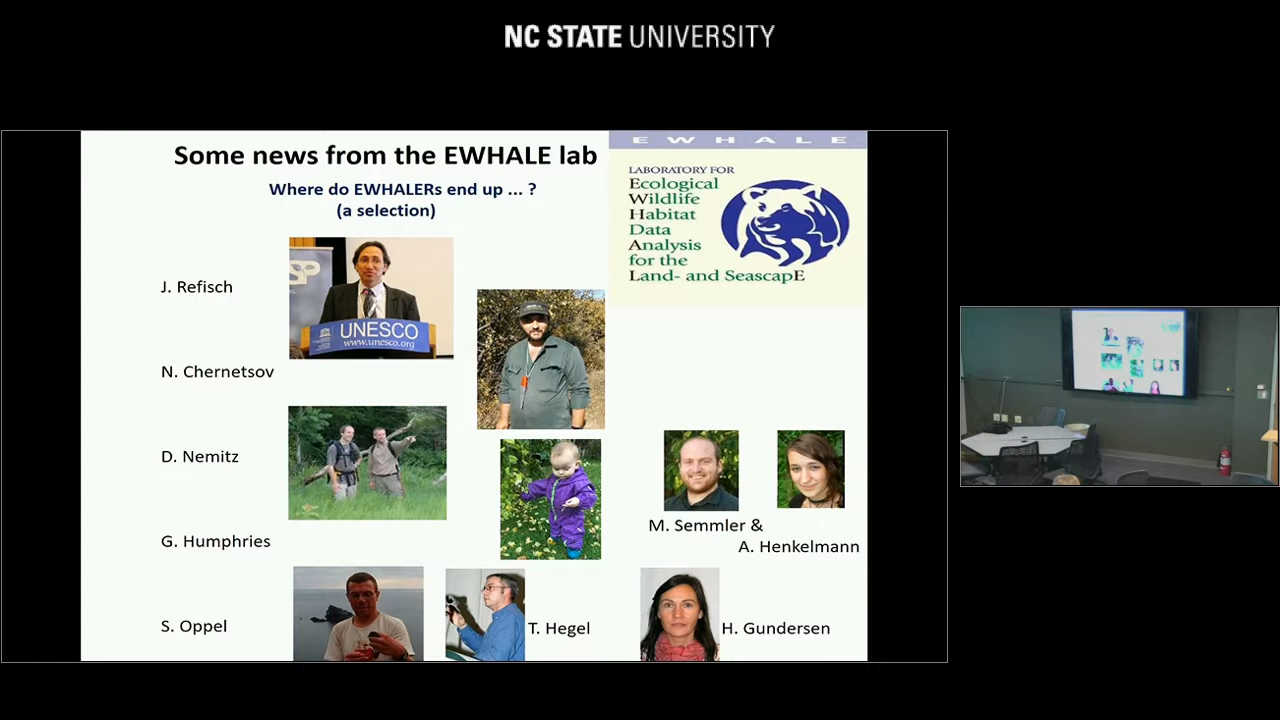 NC STATE UNIVERSITY
Some news from the EWHALE lab
Where do EWHALERs end up ... ?
(a selection)
E W H A L E
LABORATORY FOR
Ecological
Wildlife
Habitat
Data
Analysis
for the
Land- and SeascapE
J. Refisch
UNESCO
www.unesco.org
N. Chernetsov
D. Nemitz
G. Humphries
M. Semmler &
A. Henkelmann
S. Oppel
T. Hegel
H. Gundersen